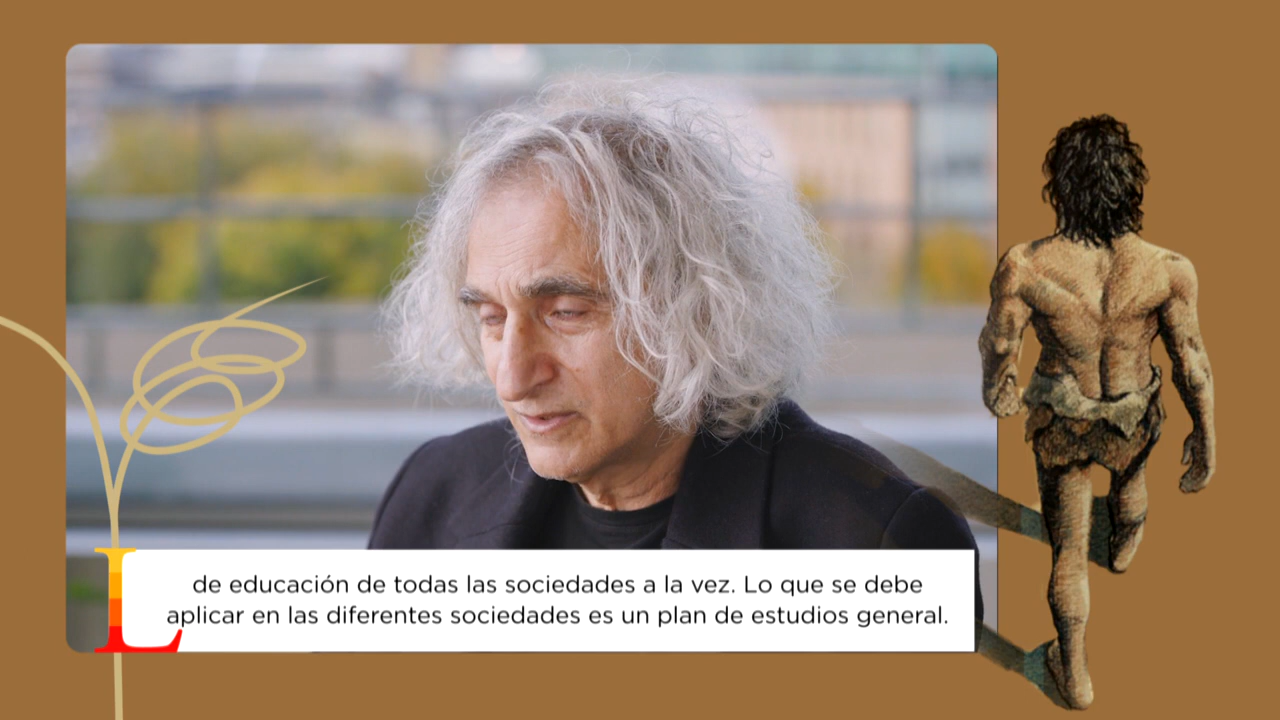 de educación de todas las sociedades a la vez. Lo que se debe
aplicar en las diferentes sociedades es un plan de estudios general.
L